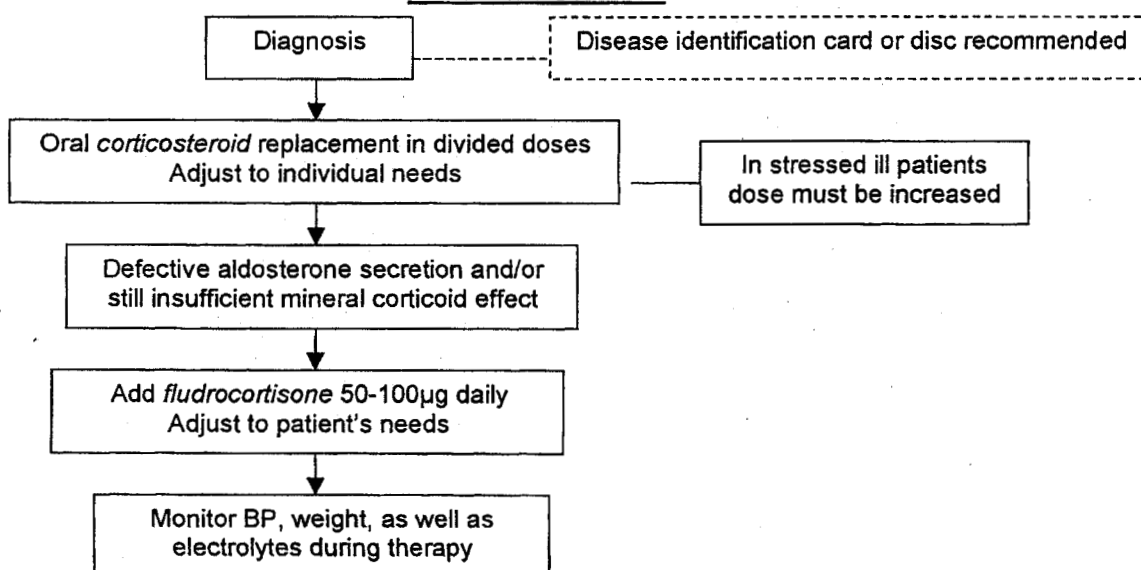 Diagnosis
Disease identification card or disc recommended
Oral corticosteroid replacement in divided doses
Adjust to individual needs
In stressed ill patients
dose must be increased
Defective aldosterone secretion and/or
still insufficient mineral corticoid effect
Add fludrocortisone 50-100µg daily
Adjust to patient's needs
Monitor BP, weight, as well as
electrolytes during therapy